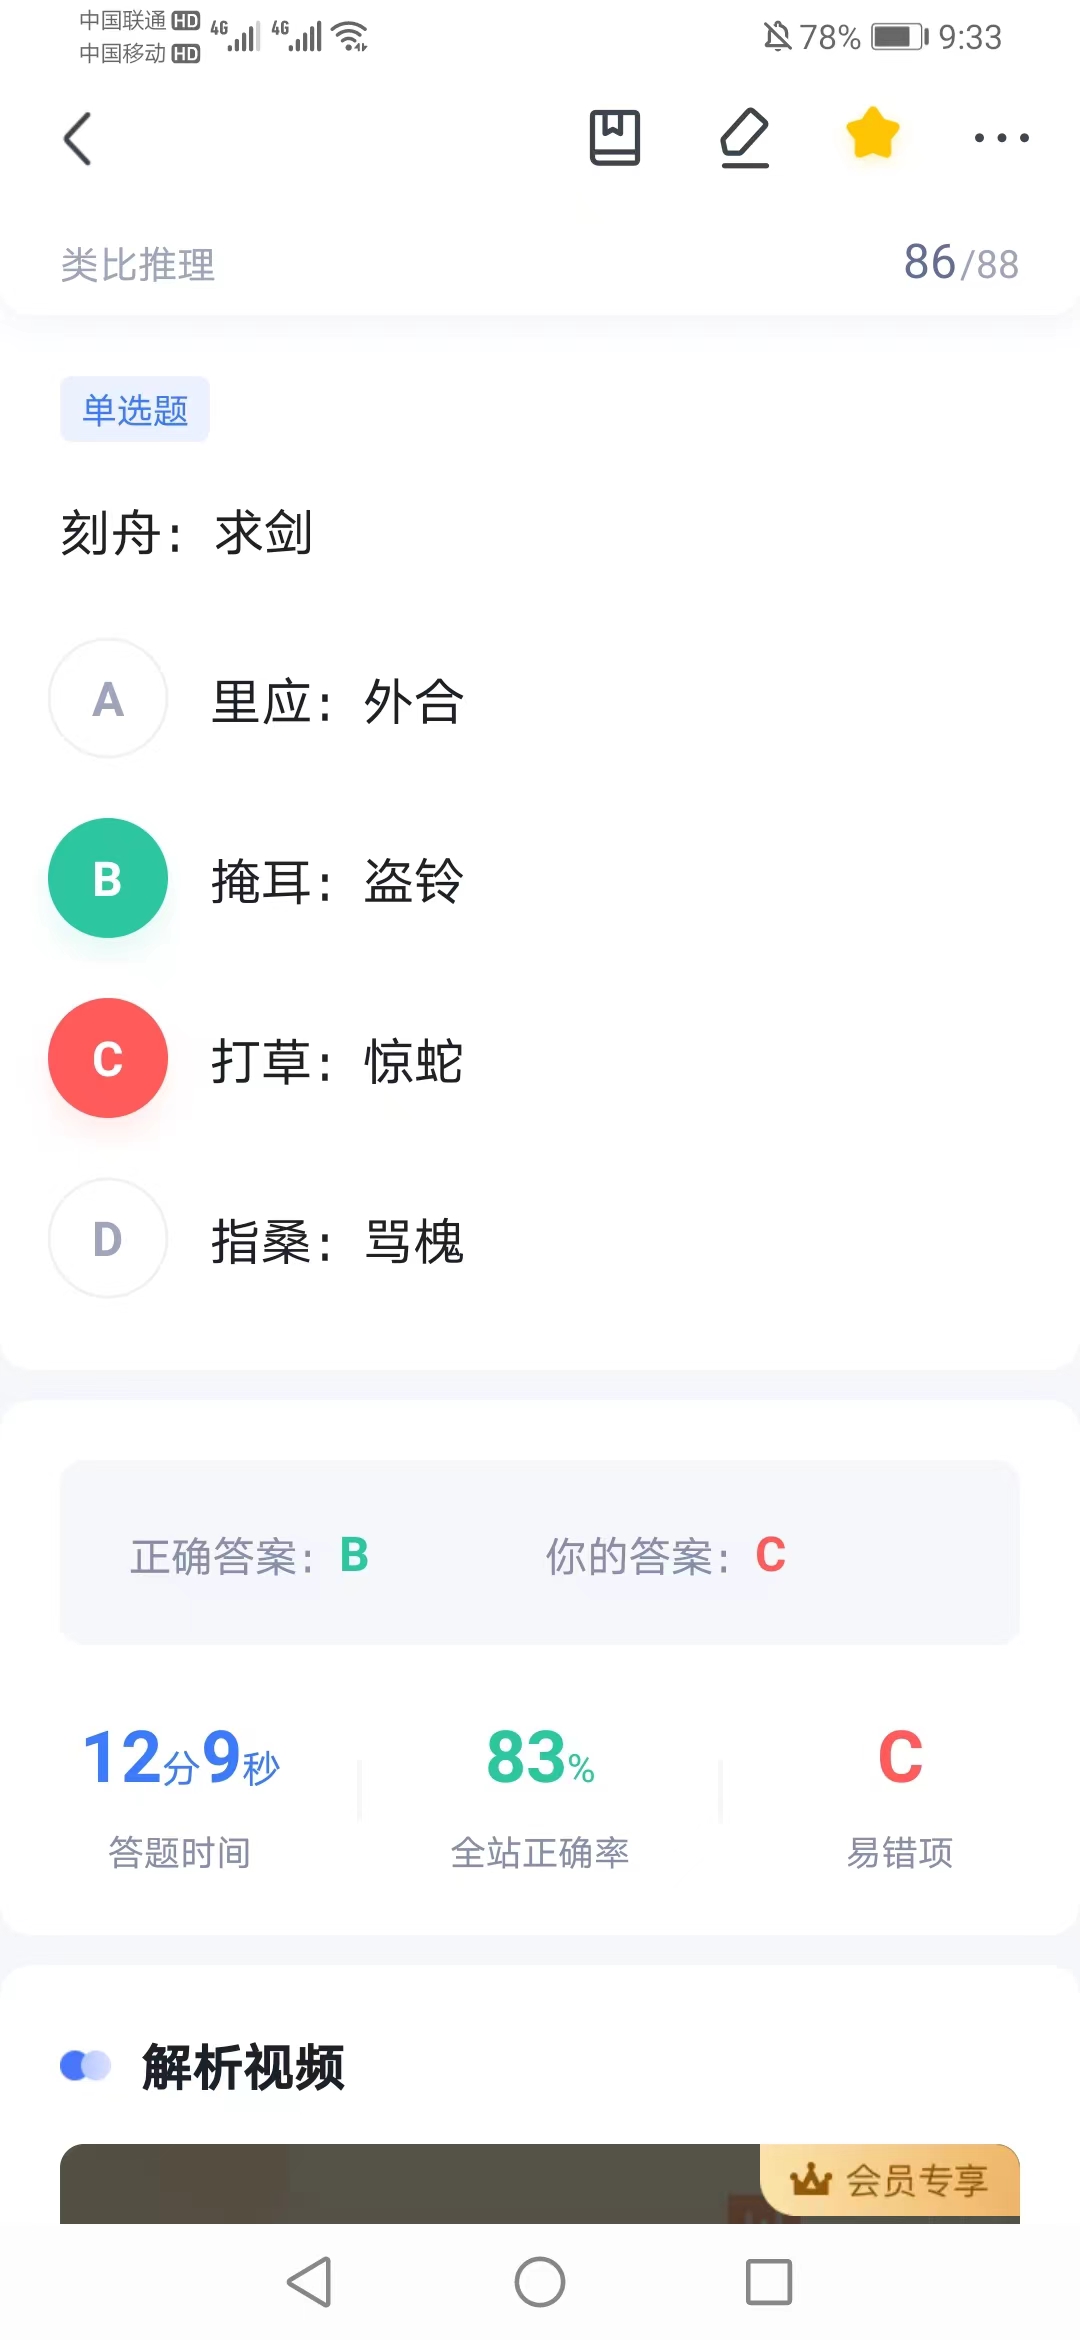 中国联通 HD 4G 4G 78% 9:33
中国移动 HD
类比推理 86/88
单选题
刻舟：求剑
A 里应：外合
B 掩耳：盗铃
C 打草：惊蛇
D 指桑：骂槐
正确答案：B 你的答案：C
12分9秒 83% C
答题时间 全站正确率 易错项
解析视频
会员专享